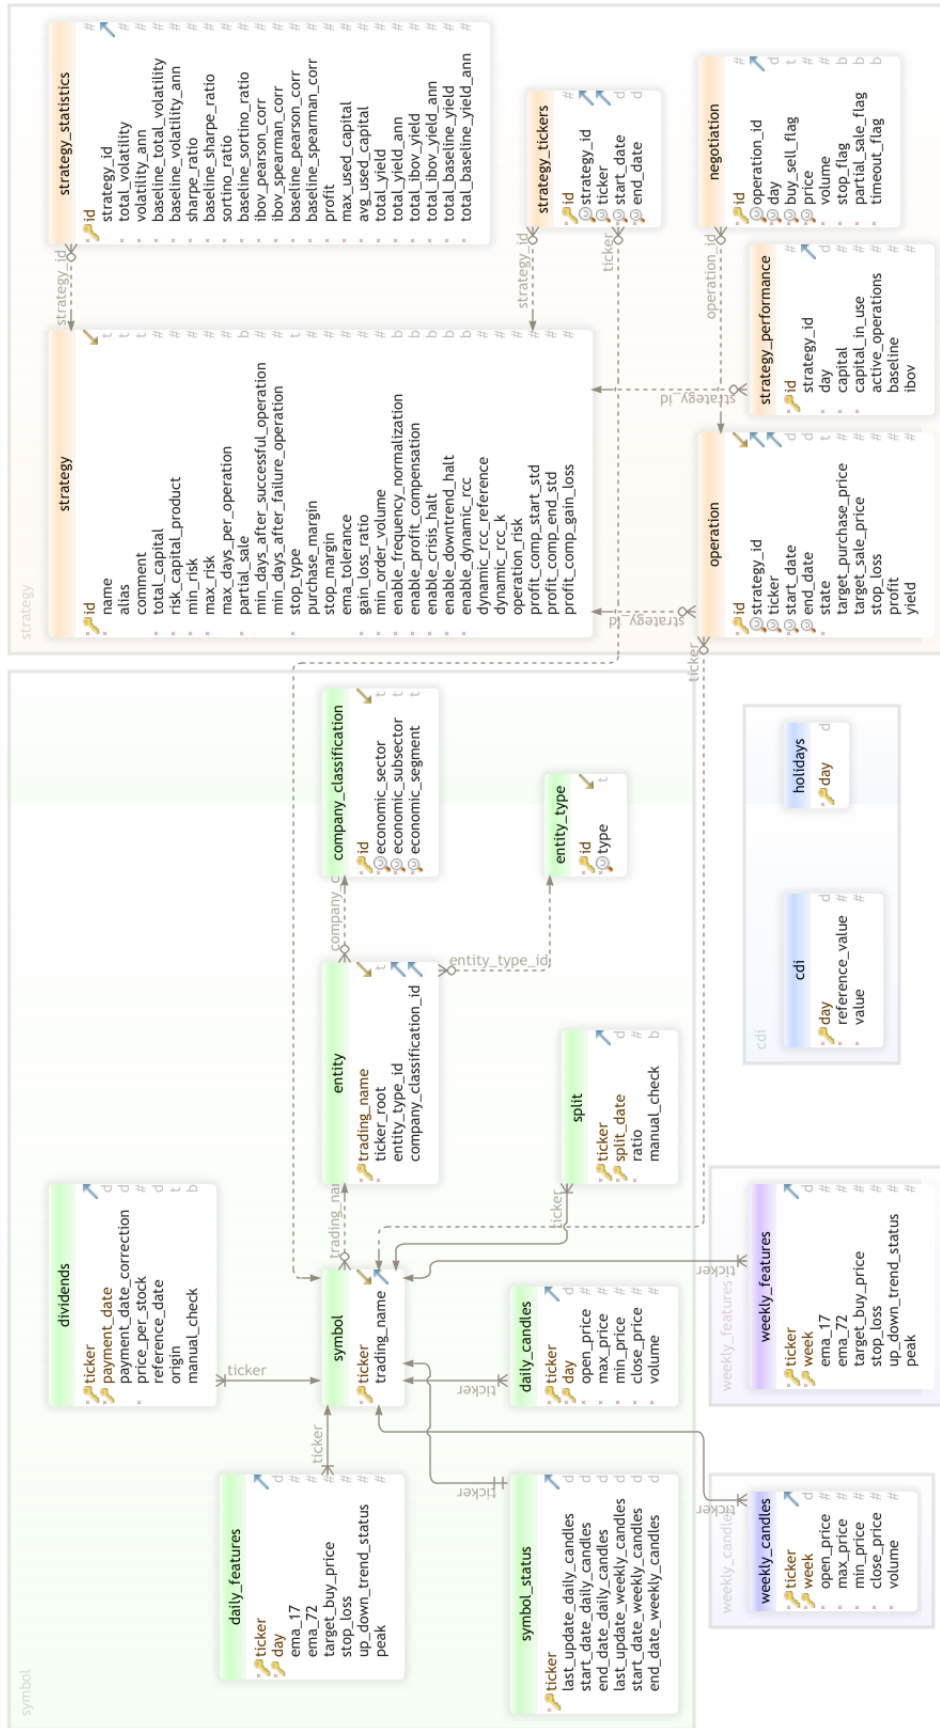 symbol
daily_features
ticker
day
ema_17
ema_72
target_buy_price
stop_loss
up_down_trend_status
peak
ticker
dividends
ticker
payment_date
payment_date_correction
price_per_stock
reference_date
origin
manual_check
ticker
symbol
ticker
trading_name
entity
trading_name
ticker_root
entity_type_id
company_classification_id
company_classification
id
economic_sector
economic_subsector
economic_segment
entity_type_id
entity_type
id
type
symbol_status
ticker
last_update_daily_candles
start_date_daily_candles
end_date_daily_candles
last_update_weekly_candles
start_date_weekly_candles
end_date_weekly_candles
ticker
daily_candles
ticker
day
open_price
max_price
min_price
close_price
volume
ticker
split
ticker
split_date
ratio
manual_check
ticker
weekly_candles
ticker
week
open_price
max_price
min_price
close_price
volume
ticker
weekly_features
weekly_features
ticker
week
ema_17
ema_72
target_buy_price
stop_loss
up_down_trend_status
peak
ticker
cdi
cdi
day
reference_value
value
holidays
day
strategy
strategy
id
name
alias
comment
total_capital
risk_capital_product
min_risk
max_risk
max_days_per_operation
partial_sale
min_days_after_successful_operation
min_days_after_failure_operation
stop_type
purchase_margin
stop_margin
ema_tolerance
gain_loss_ratio
min_order_volume
enable_frequency_normalization
enable_profit_compensation
enable_crisis_halt
enable_downtrend_halt
enable_dynamic_rcc
dynamic_rcc_reference
dynamic_rcc_k
operation_risk
profit_comp_start_std
profit_comp_end_std
profit_comp_gain_loss
strategy_id
strategy_statistics
id
strategy_id
total_volatility
volatility_ann
baseline_total_volatility
baseline_volatility_ann
sharpe_ratio
baseline_sharpe_ratio
sortino_ratio
baseline_sortino_ratio
ibov_pearson_corr
ibov_spearman_corr
baseline_pearson_corr
baseline_spearman_corr
profit
max_used_capital
avg_used_capital
total_yield
total_yield_ann
total_ibov_yield
total_ibov_yield_ann
total_baseline_yield
total_baseline_yield_ann
strategy_id
strategy_tickers
id
strategy_id
ticker
start_date
end_date
ticker
strategy_id
strategy_id
ticker
operation
id
strategy_id
ticker
start_date
end_date
state
target_purchase_price
target_sale_price
stop_loss
profit
yield
operation_id
strategy_performance
id
strategy_id
day
capital
capital_in_use
active_operations
baseline
ibov
negotiation
id
operation_id
day
buy_sell_flag
price
volume
stop_flag
partial_sale_flag
timeout_flag